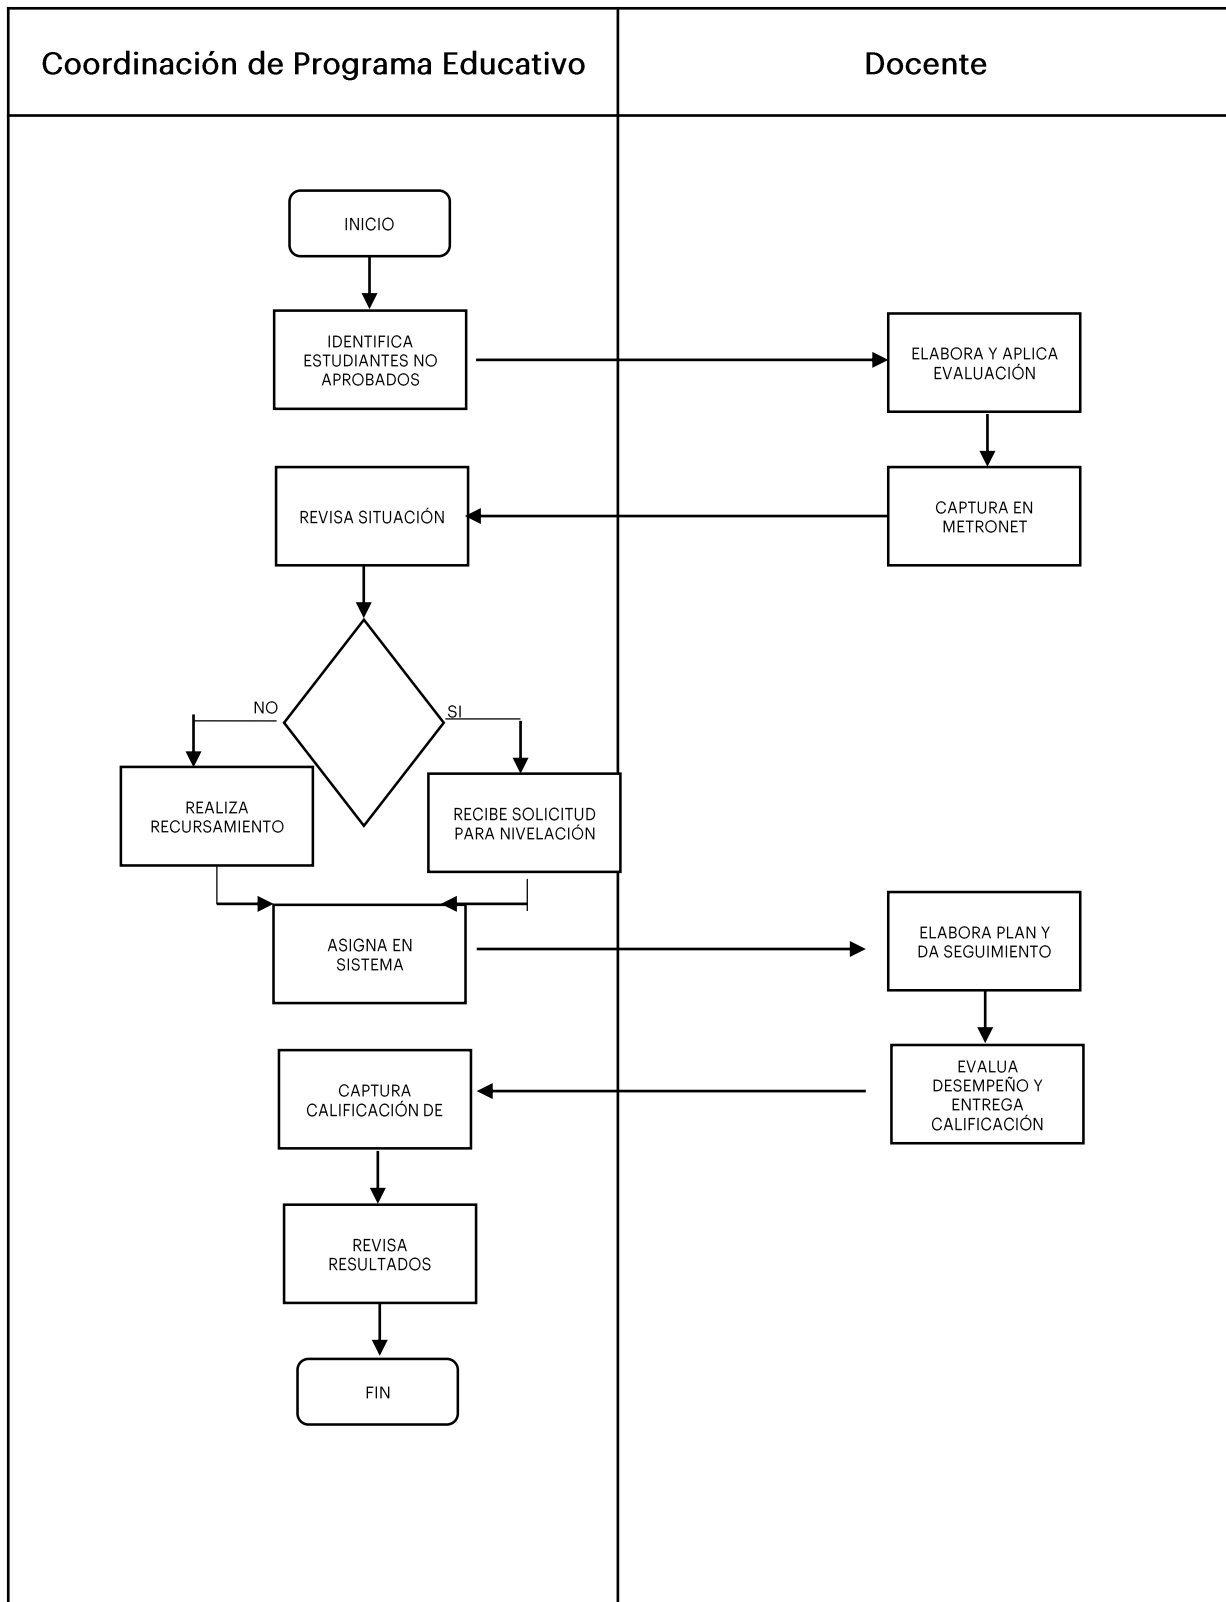 Coordinación de Programa Educativo
Docente
INICIO
IDENTIFICA
ESTUDIANTES NO
APROBADOS
ELABORA Y APLICA
EVALUACIÓN
REVISA SITUACIÓN
CAPTURA EN
METRONET
NO
SI
REALIZA
RECURSAMIENTO
RECIBE SOLICITUD
PARA NIVELACIÓN
ASIGNA EN
SISTEMA
ELABORA PLAN Y
DA SEGUIMIENTO
CAPTURA
CALIFICACIÓN DE
EVALUA
DESEMPEÑO Y
ENTREGA
CALIFICACIÓN
REVISA
RESULTADOS
FIN